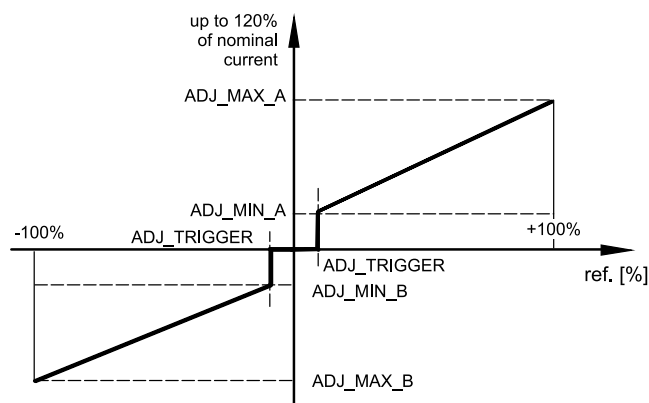 up to 120%
of nominal
current
ADJ_MAX_A
ADJ_MIN_A
-100%
ADJ_TRIGGER
+100%
ADJ_TRIGGER
ref. [%]
ADJ_MIN_B
ADJ_MAX_B